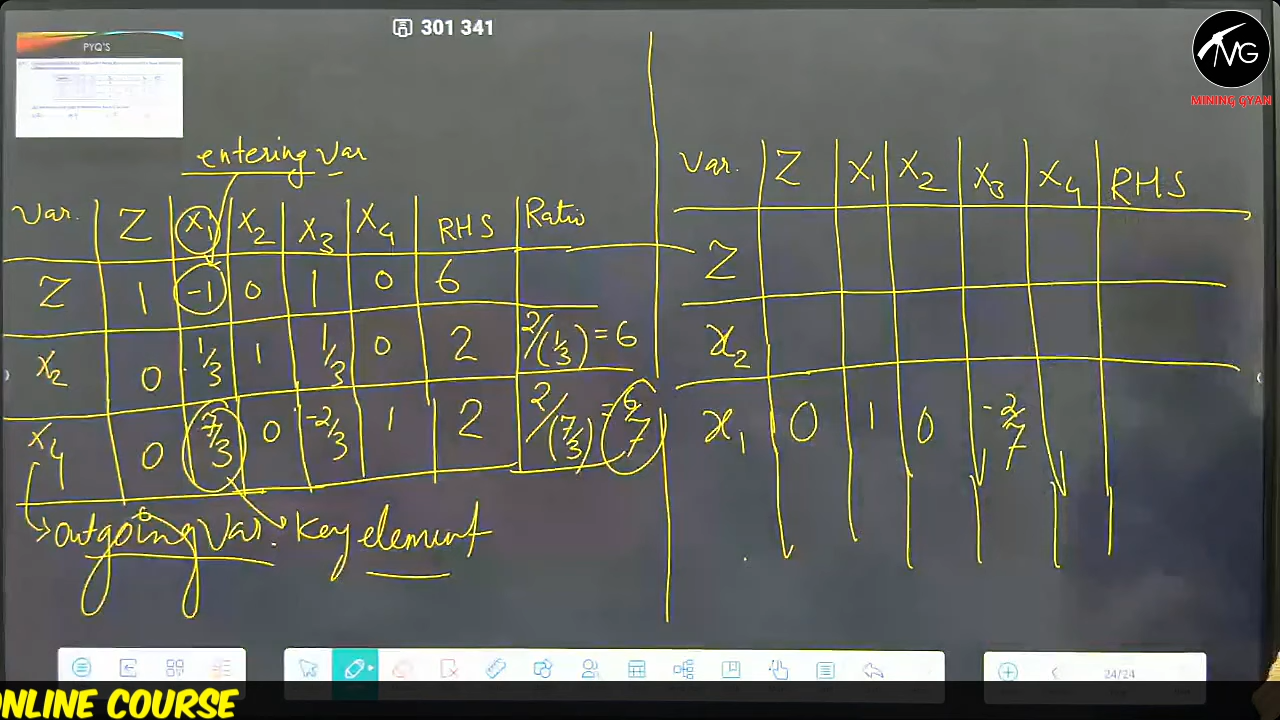 301 341
MG
MINING GYAN
PYQ'S
entering var
Var. Z X1 X2 X3 X4 RHS Ratio
Z 1 -1 0 1 0 6
X2 0 1/3 1 1/3 0 2 2/(1/3) = 6
X4 0 7/3 0 -2/3 1 2 2/(7/3) = 6/7
outgoing Var. Key element
Var. Z X1 X2 X3 X4 RHS
Z
x2
x1 0 1 0 -2/7
24/24
ONLINE COURSE